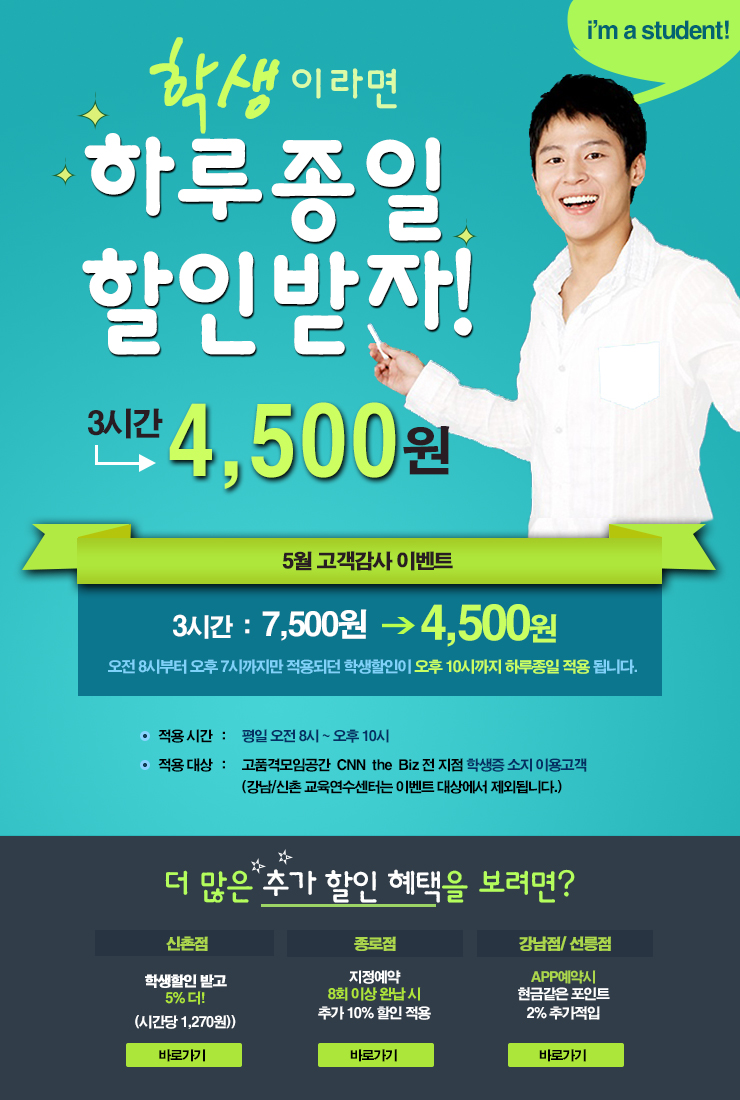 i'm a student!
학생 이라면
하루종일
할인받자!
3시간 4,500원
5월 고객감사 이벤트
3시간 : 7,500원 → 4,500원
오전 8시부터 오후 7시까지만 적용되던 학생할인이 오후 10시까지 하루종일 적용 됩니다.
적용 시간 : 평일 오전 8시 ~ 오후 10시
적용 대상 : 고품격모임공간 CNN the Biz 전 지점 학생증 소지 이용고객
(강남/신촌 교육연수센터는 이벤트 대상에서 제외됩니다.)
더 많은 추가 할인 혜택을 보려면?
신촌점
학생할인 받고
5% 더!
(시간당 1,270원))
바로가기
종로점
지정예약
8회 이상 완납 시
추가 10% 할인 적용
바로가기
강남점/ 선릉점
APP예약시
현금같은 포인트
2% 추가적입
바로가기